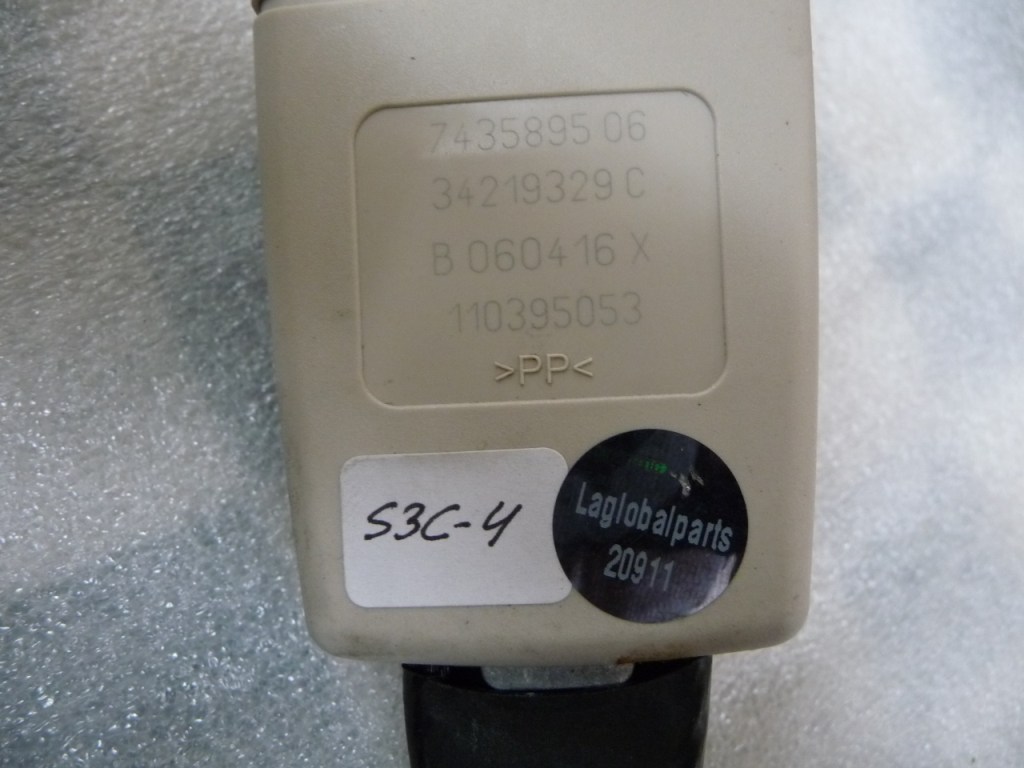 7435895 06
34219329 C
B 060416 X
110395053
>PP<
S3C-4
Laglobalparts
20911